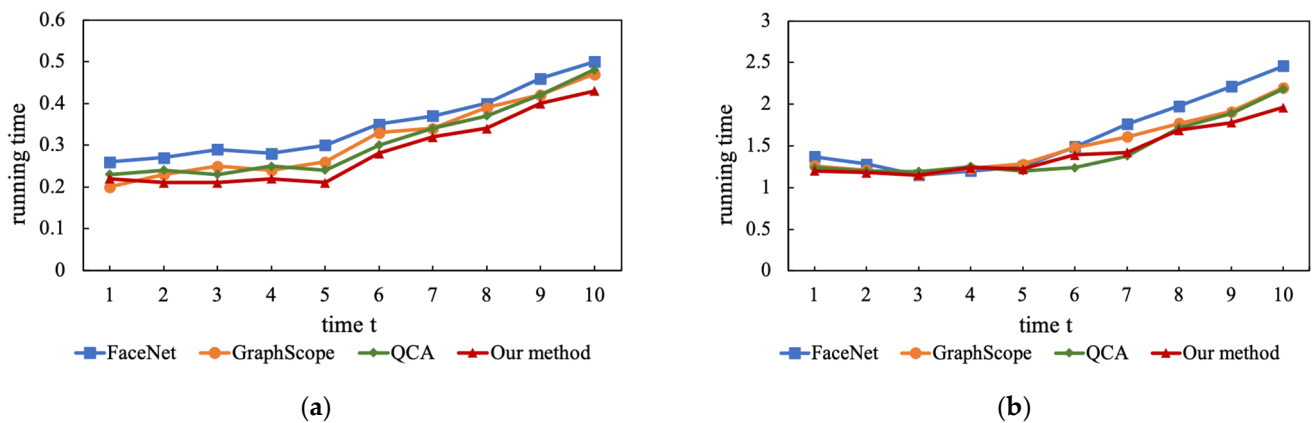 0.6
0.5
0.4
0.3
0.2
0.1
0
running time
1 2 3 4 5 6 7 8 9 10
time t
FaceNet GraphScope QCA Our method
(a)
3
2.5
2
1.5
1
0.5
0
running time
1 2 3 4 5 6 7 8 9 10
time t
FaceNet GraphScope QCA Our method
(b)